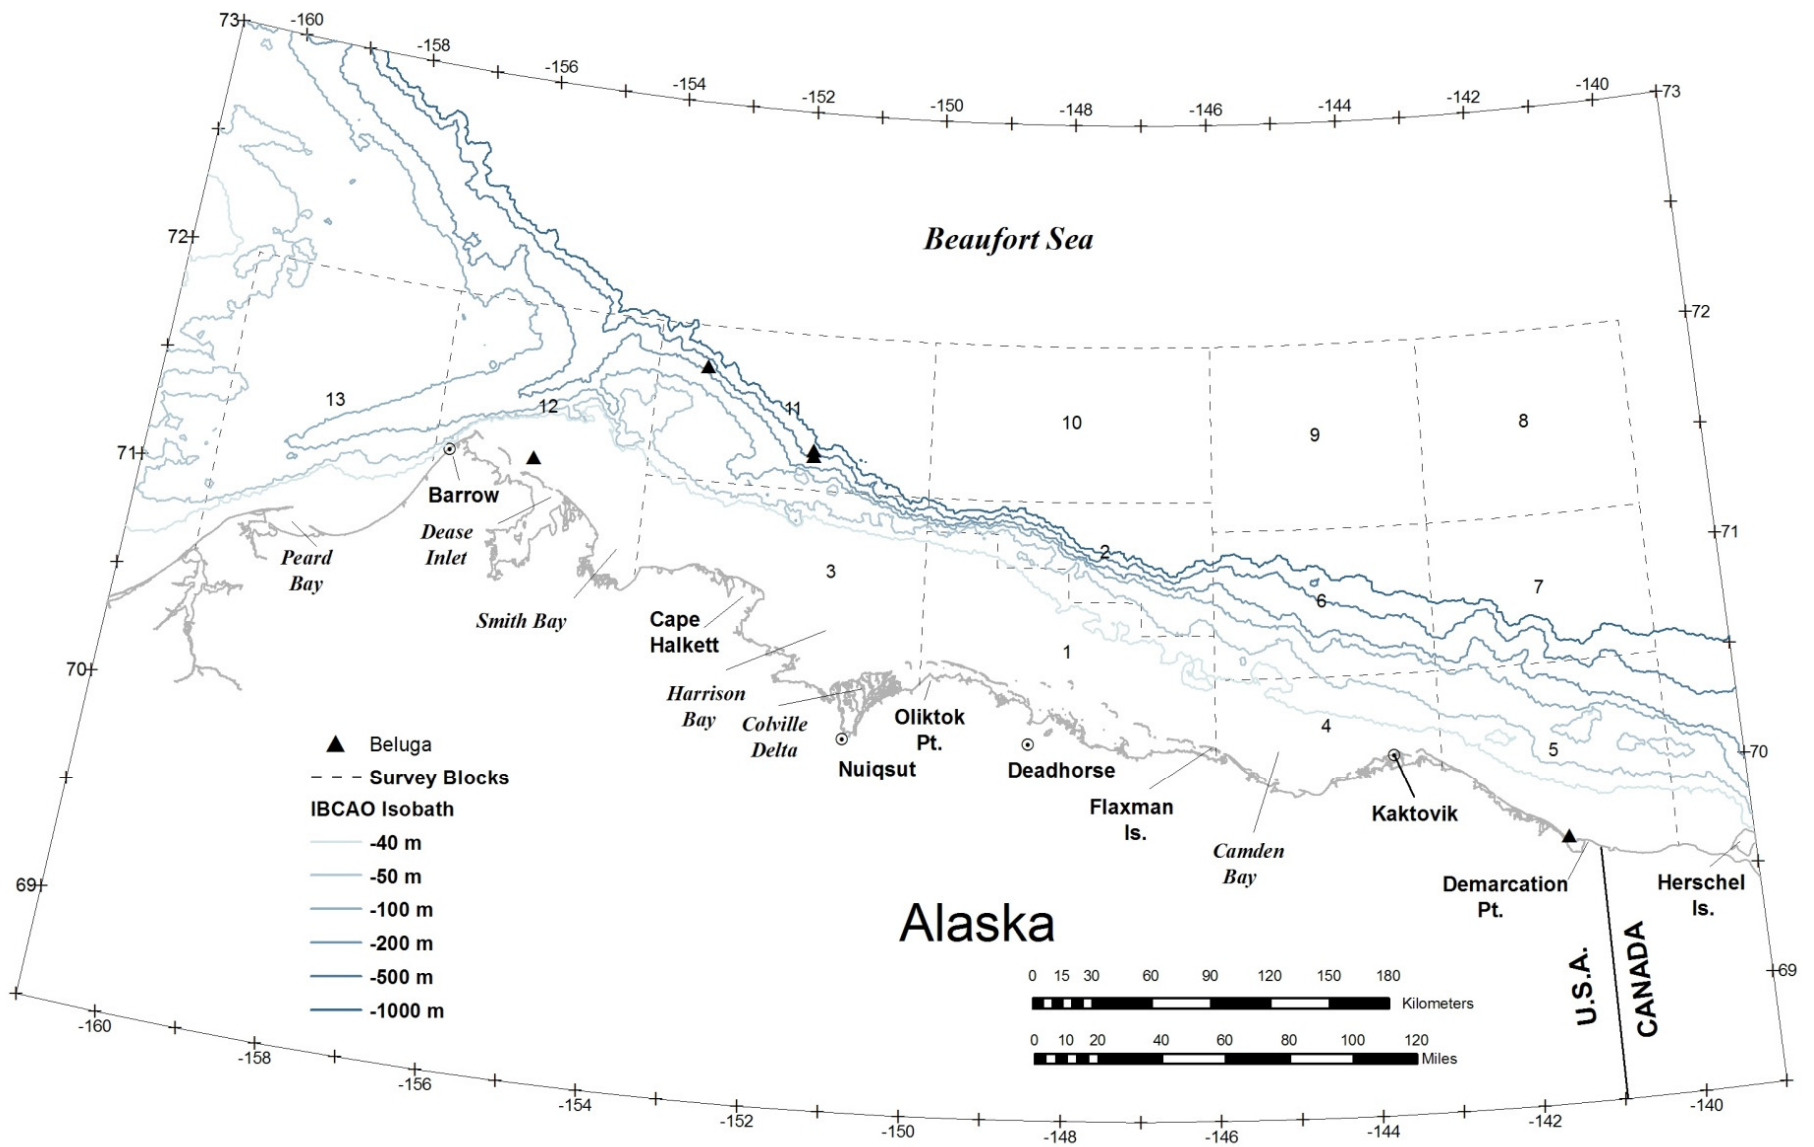 73
-160
-158
-156
-154
-152
-150
-148
-146
-144
-142
-140
73
72
72
Beaufort Sea
13
12
11
10
9
8
71
71
Barrow
Dease
Inlet
Peard
Bay
Smith Bay
3
2
6
7
Cape
Halkett
1
70
Harrison
Bay
Colville
Delta
Oliktok
Pt.
4
5
70
Nuiqsut
Deadhorse
Flaxman
Is.
Kaktovik
Camden
Bay
Demarcation
Pt.
Herschel
Is.
Beluga
Survey Blocks
IBCAO Isobath
-40 m
-50 m
-100 m
-200 m
-500 m
-1000 m
69
Alaska
U.S.A.
CANADA
69
0 15 30 60 90 120 150 180
Kilometers
0 10 20 40 60 80 100 120
Miles
-160
-158
-156
-154
-152
-150
-148
-146
-144
-142
-140